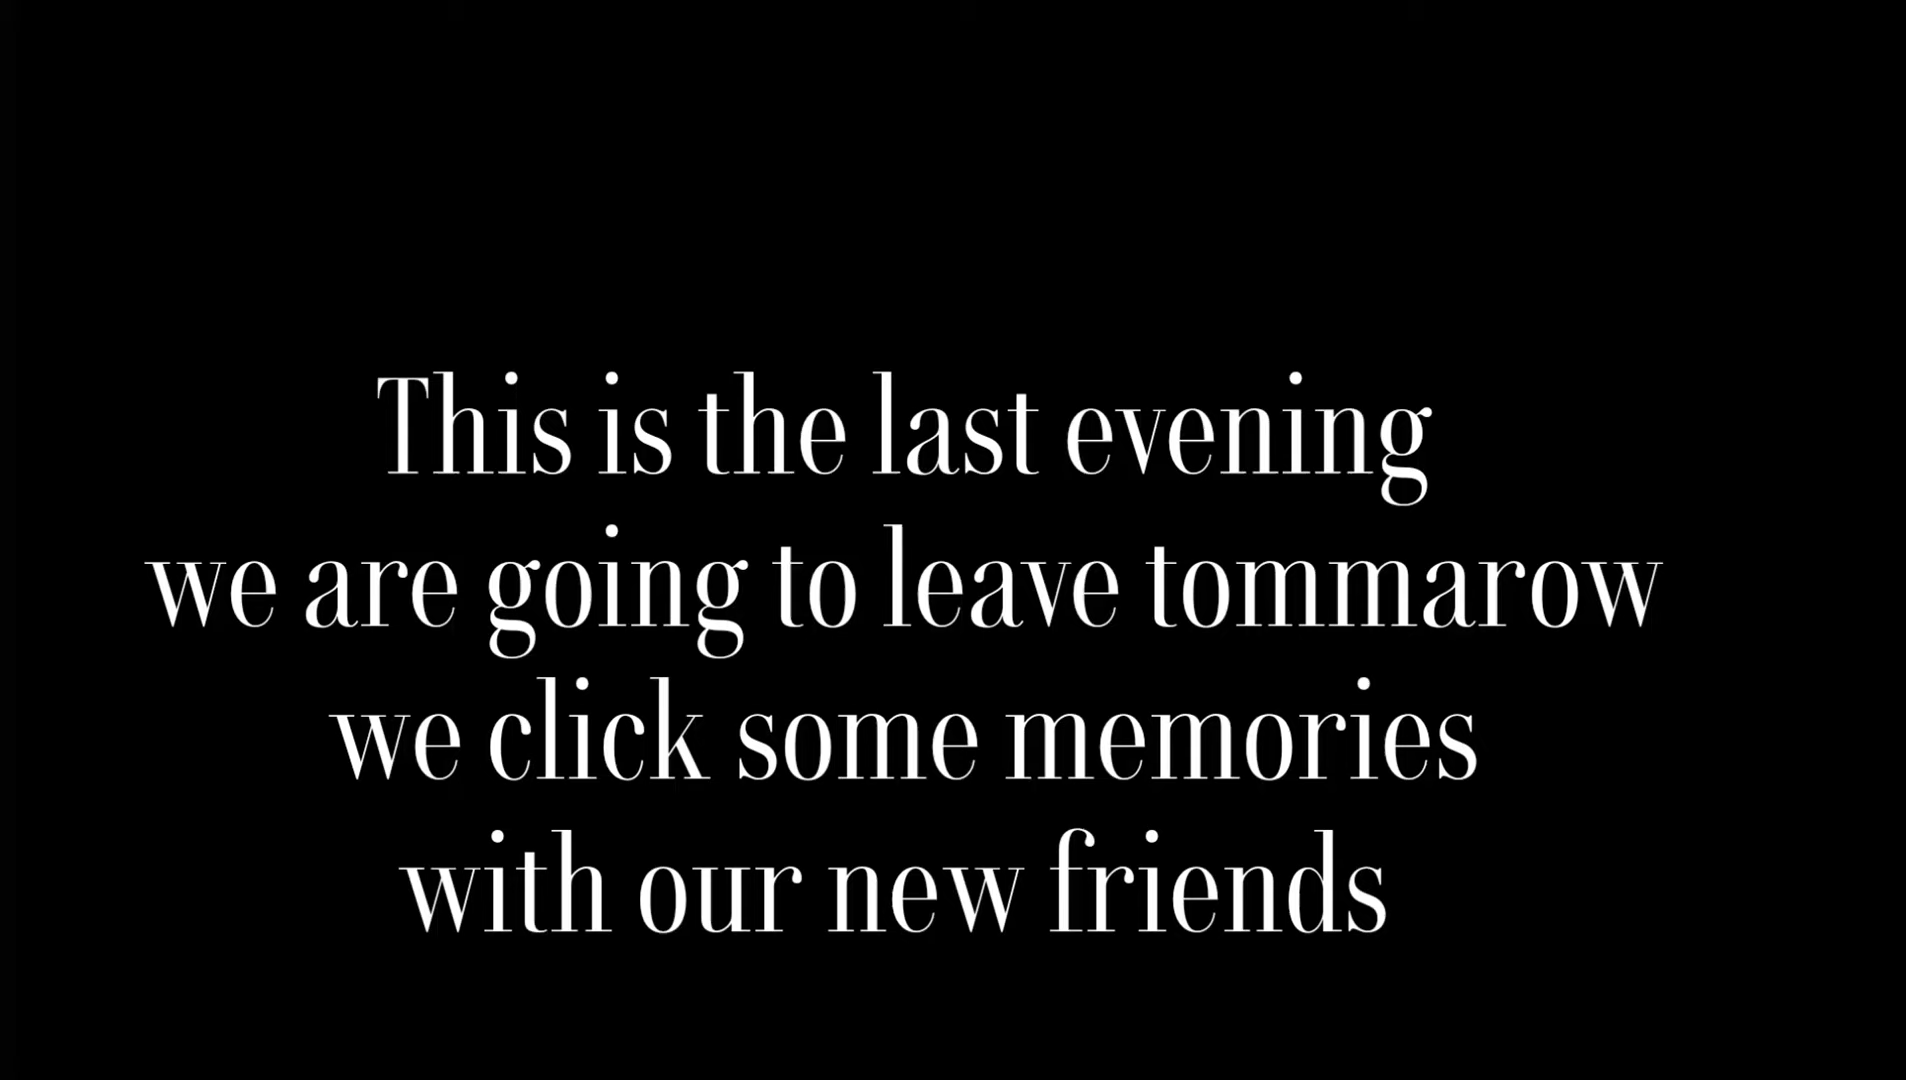 This is the last evening
we are going to leave tommarow
we click some memories
with our new friends